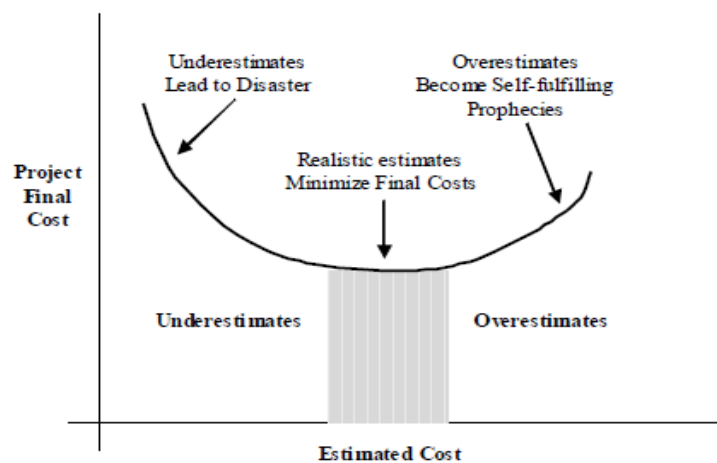 Underestimates
Lead to Disaster
Overestimates
Become Self-fulfilling
Prophecies
Realistic estimates
Minimize Final Costs
Project
Final
Cost
Underestimates
Overestimates
Estimated Cost